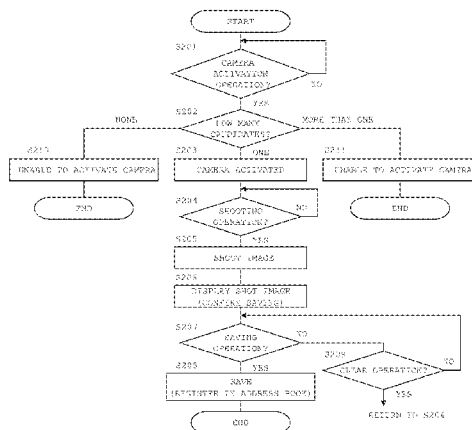 START
S201
CAMERA
ACTIVATION
OPERATION?
NO
YES
S202
HOW MANY
CANDIDATES?
NONE
MORE THAN ONE
ONE
S210
UNABLE TO ACTIVATE CAMERA
S203
CAMERA ACTIVATED
S211
UNABLE TO ACTIVATE CAMERA
END
END
S204
SHOOTING
OPERATION?
NO
YES
S205
SHOOT IMAGE
S206
DISPLAY SHOT IMAGE
(CONFIRM SAVING)
S207
SAVING
OPERATION?
NO
YES
S209
CLEAR OPERATION?
NO
YES
S208
SAVE
(REGISTER IN ADDRESS BOOK)
RETURN TO S204
END